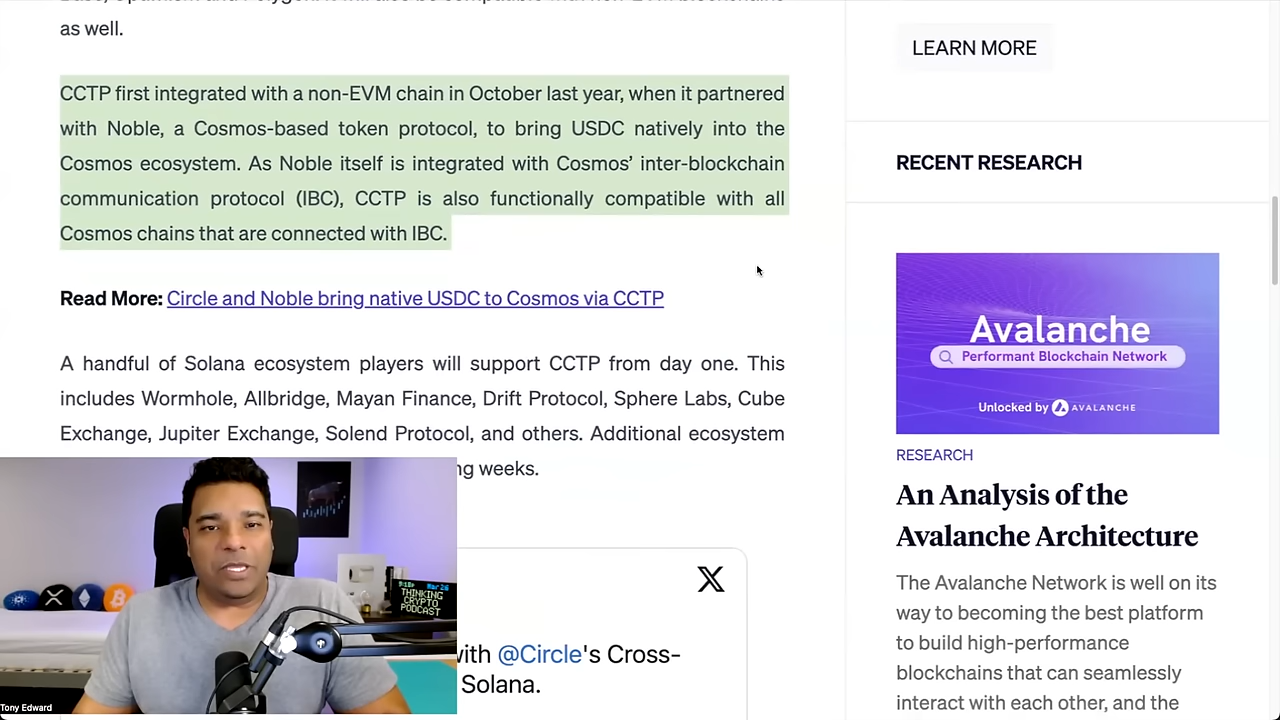 as well.
CCTP first integrated with a non-EVM chain in October last year, when it partnered
with Noble, a Cosmos-based token protocol, to bring USDC natively into the
Cosmos ecosystem. As Noble itself is integrated with Cosmos' inter-blockchain
communication protocol (IBC), CCTP is also functionally compatible with all
Cosmos chains that are connected with IBC.
Read More: Circle and Noble bring native USDC to Cosmos via CCTP
A handful of Solana ecosystem players will support CCTP from day one. This
includes Wormhole, Allbridge, Mayan Finance, Drift Protocol, Sphere Labs, Cube
Exchange, Jupiter Exchange, Solend Protocol, and others. Additional ecosystem
ng weeks.
with @Circle's Cross-
Solana.
THINKING
CRYPTO
PODCAST
Tony Edward
LEARN MORE
RECENT RESEARCH
Avalanche
Performant Blockchain Network
Unlocked by AVALANCHE
RESEARCH
An Analysis of the
Avalanche Architecture
The Avalanche Network is well on its
way to becoming the best platform
to build high-performance
blockchains that can seamlessly
interact with each other, and the